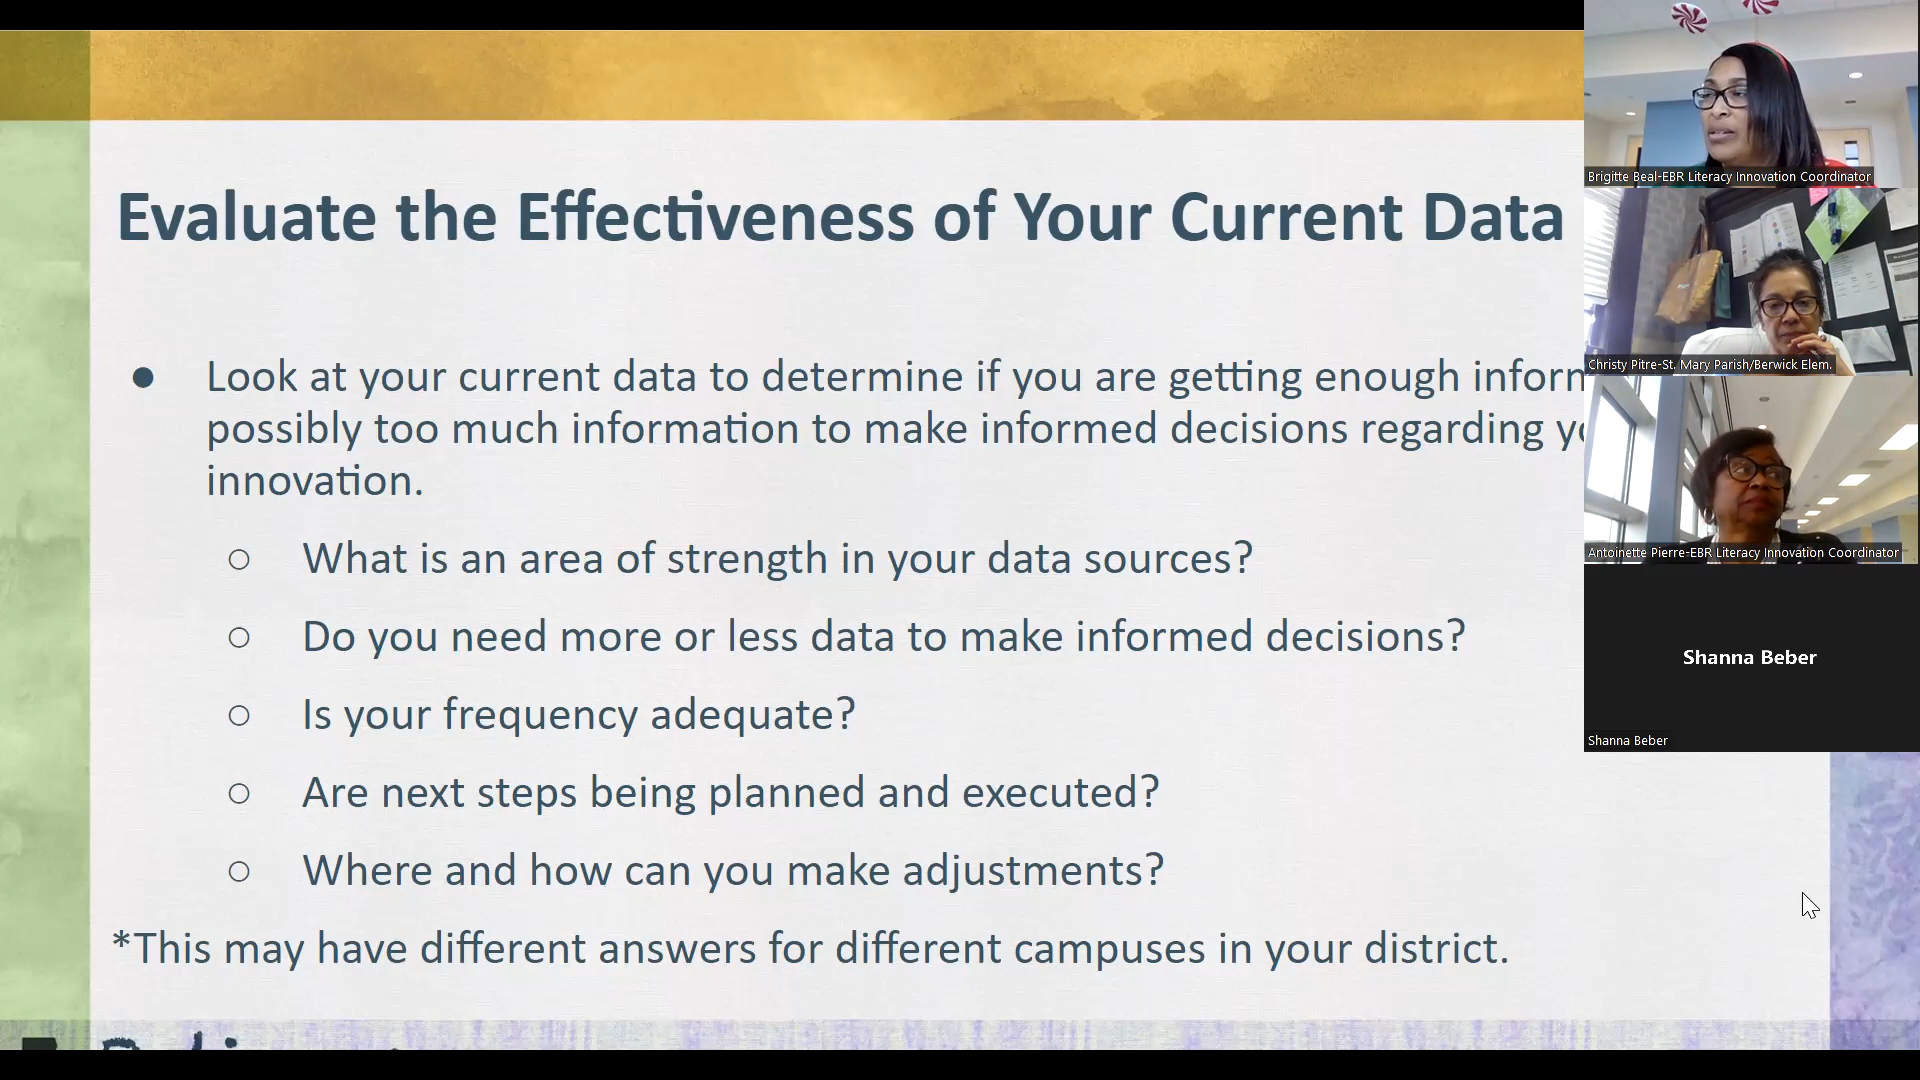 Evaluate the Effectiveness of Your Current Data
● Look at your current data to determine if you are getting enough
possibly too much information to make informed decisions regarding
innovation.
○ What is an area of strength in your data sources?
○ Do you need more or less data to make informed decisions?
○ Is your frequency adequate?
○ Are next steps being planned and executed?
○ Where and how can you make adjustments?
*This may have different answers for different campuses in your district.
Brigitte Beal-EBR Literacy Innovation Coordinator
Christy Pitre-St. Mary Parish/Berwick Elem.
Antoinette Pierre-EBR Literacy Innovation Coordinator
Shanna Beber
Shanna Beber